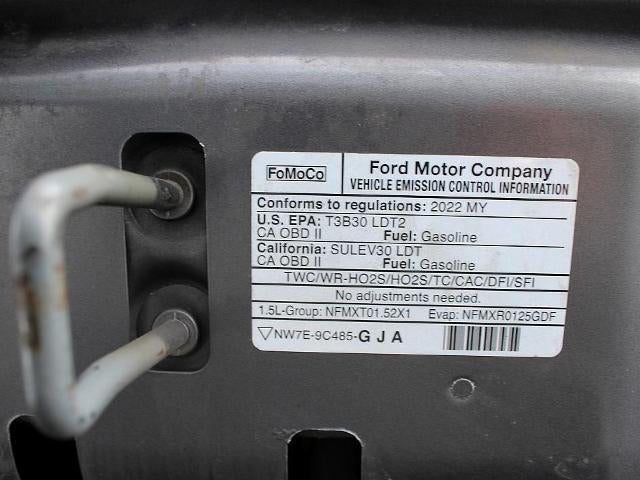 FoMoCo
Ford Motor Company
VEHICLE EMISSION CONTROL INFORMATION
Conforms to regulations: 2022 MY
U.S. EPA: T3B30 LDT2
CA OBD II Fuel: Gasoline
California: SULEV30 LDT
CA OBD II Fuel: Gasoline
TWC/WR-HO2S/HO2S/TC/CAC/DFI/SFI
No adjustments needed.
1.5L-Group: NFMXT01.52X1 Evap: NFMXR0125GDF
NW7E-9C485-GJA